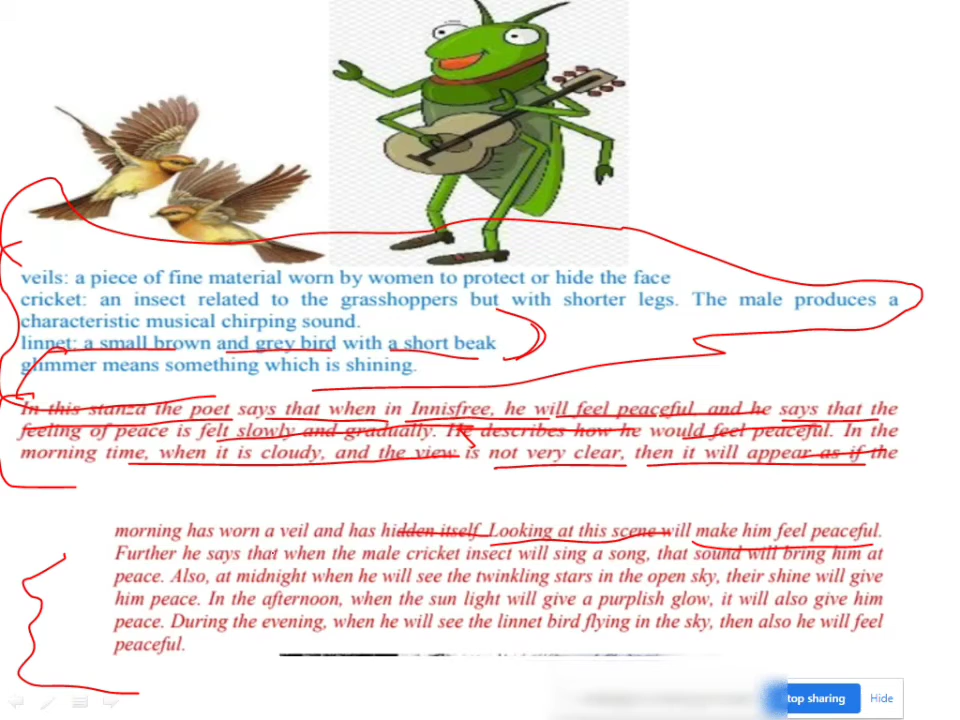 veils: a piece of fine material worn by women to protect or hide the face
cricket: an insect related to the grasshoppers but with shorter legs. The male produces a
characteristic musical chirping sound.
linnet: a small brown and grey bird with a short beak
glimmer means something which is shining.
In this stanza the poet says that when in Innisfree, he will feel peaceful and he says that the
feeling of peace is felt slowly and gradually. He describes how he would feel peaceful. In the
morning time, when it is cloudy, and the view is not very clear, then it will appear as if the
morning has worn a veil and has hidden itself. Looking at this scene will make him feel peaceful.
Further he says that when the male cricket insect will sing a song, that sound will bring him at
peace. Also, at midnight when he will see the twinkling stars in the open sky, their shine will give
him peace. In the afternoon, when the sun light will give a purplish glow, it will also give him
peace. During the evening, when he will see the linnet bird flying in the sky, then also he will feel
peaceful.
sharing Hide